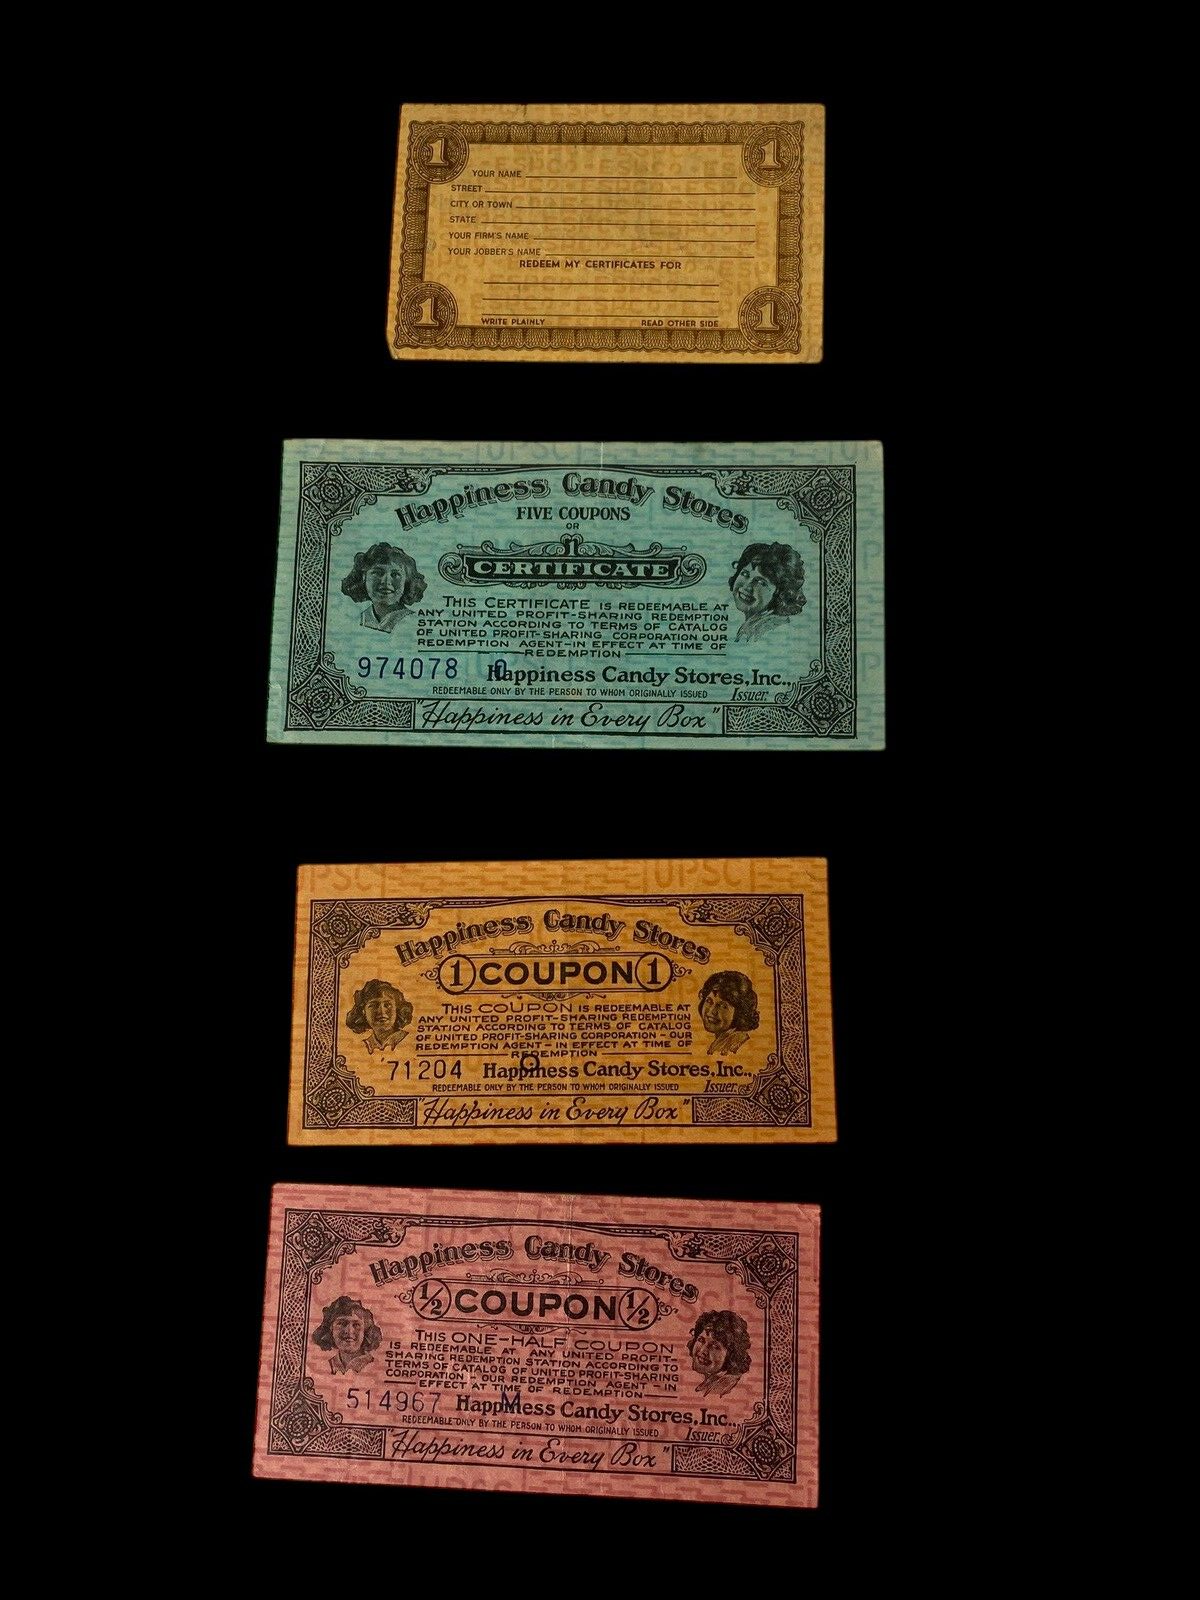 1 1
YOUR NAME
STREET
CITY OR TOWN
STATE
YOUR FIRM'S NAME
YOUR JOBBER'S NAME
REDEEM MY CERTIFICATES FOR
1 1
WRITE PLAINLY READ OTHER SIDE
UPSC
Happiness Candy Stores
FIVE COUPONS
OR
1
CERTIFICATE
THIS CERTIFICATE IS REDEEMABLE AT
ANY UNITED PROFIT-SHARING REDEMPTION
STATION ACCORDING TO TERMS OF CATALOG
OF UNITED PROFIT-SHARING CORPORATION OUR
REDEMPTION AGENT-IN EFFECT AT TIME OF
REDEMPTION
974078 O Happiness Candy Stores, Inc.,
REDEEMABLE ONLY BY THE PERSON TO WHOM ORIGINALLY ISSUED Issuer.
"Happiness in Every Box"
PSC UPSC
Happiness Candy Stores
1 COUPON 1
THIS COUPON IS REDEEMABLE AT
ANY UNITED PROFIT-SHARING REDEMPTION
STATION ACCORDING TO TERMS OF CATALOG
OF UNITED PROFIT-SHARING CORPORATION - OUR
REDEMPTION AGENT - IN EFFECT AT TIME OF
REDEMPTION
71204 O Happiness Candy Stores, Inc.,
REDEEMABLE ONLY BY THE PERSON TO WHOM ORIGINALLY ISSUED Issuer.
"Happiness in Every Box"
Happiness Candy Stores
1/2 COUPON 1/2
THIS ONE-HALF COUPON
IS REDEEMABLE AT ANY UNITED PROFIT-
SHARING REDEMPTION STATION ACCORDING TO
TERMS OF CATALOG OF UNITED PROFIT-SHARING
CORPORATION - OUR REDEMPTION AGENT - IN
EFFECT AT TIME OF REDEMPTION
514967 M Happiness Candy Stores, Inc.,
REDEEMABLE ONLY BY THE PERSON TO WHOM ORIGINALLY ISSUED Issuer.
"Happiness in Every Box"
UPSC